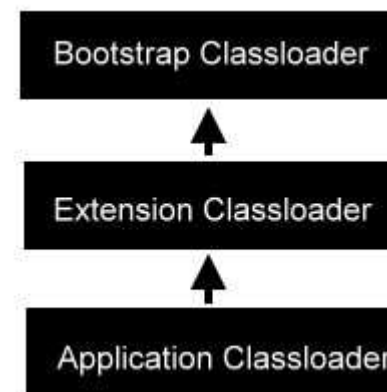 Bootstrap Classloader
Extension Classloader
Application Classloader